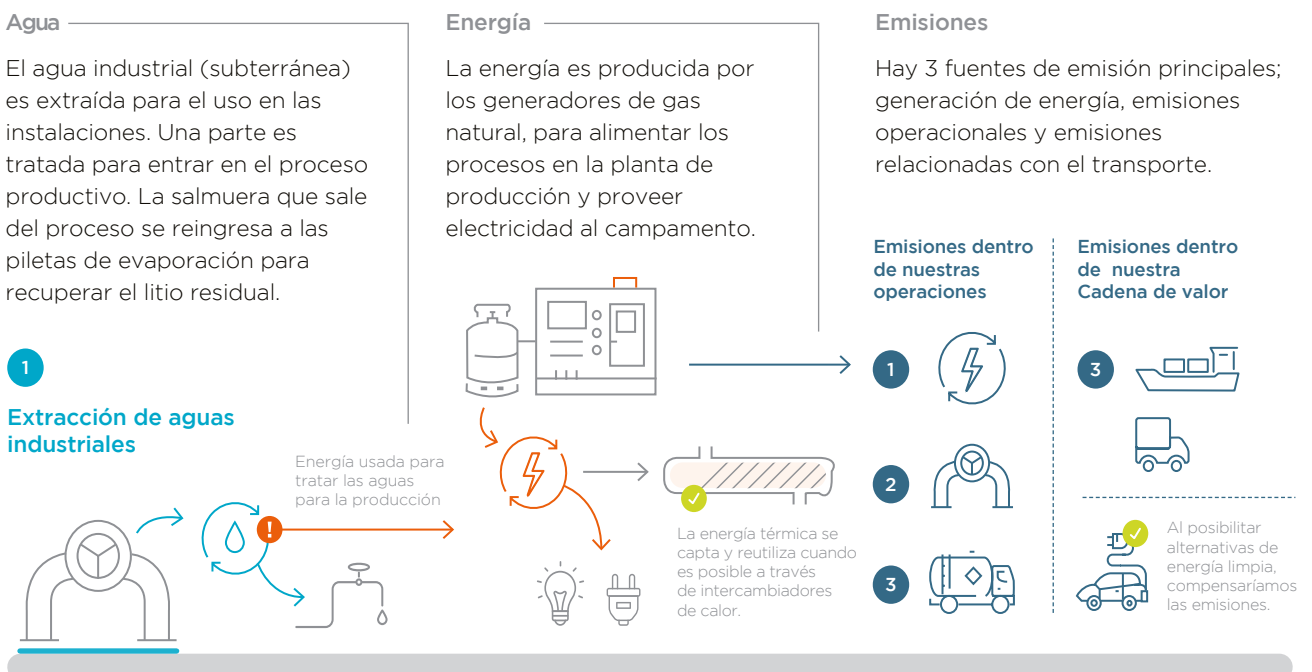 Agua
El agua industrial (subterránea)
es extraída para el uso en las
instalaciones. Una parte es
tratada para entrar en el proceso
productivo. La salmuera que sale
del proceso se reingresa a las
piletas de evaporación para
recuperar el litio residual.
1
Extracción de aguas
industriales
Energía usada para
tratar las aguas
para la producción
!
Energía
La energía es producida por
los generadores de gas
natural, para alimentar los
procesos en la planta de
producción y proveer
electricidad al campamento.
La energía térmica se
capta y reutiliza cuando
es posible a través
de intercambiadores
de calor.
Emisiones
Hay 3 fuentes de emisión principales;
generación de energía, emisiones
operacionales y emisiones
relacionadas con el transporte.
Emisiones dentro
de nuestras
operaciones
1
2
3
Emisiones dentro
de nuestra
Cadena de valor
3
Al posibilitar
alternativas de
energía limpia,
compensaríamos
las emisiones.